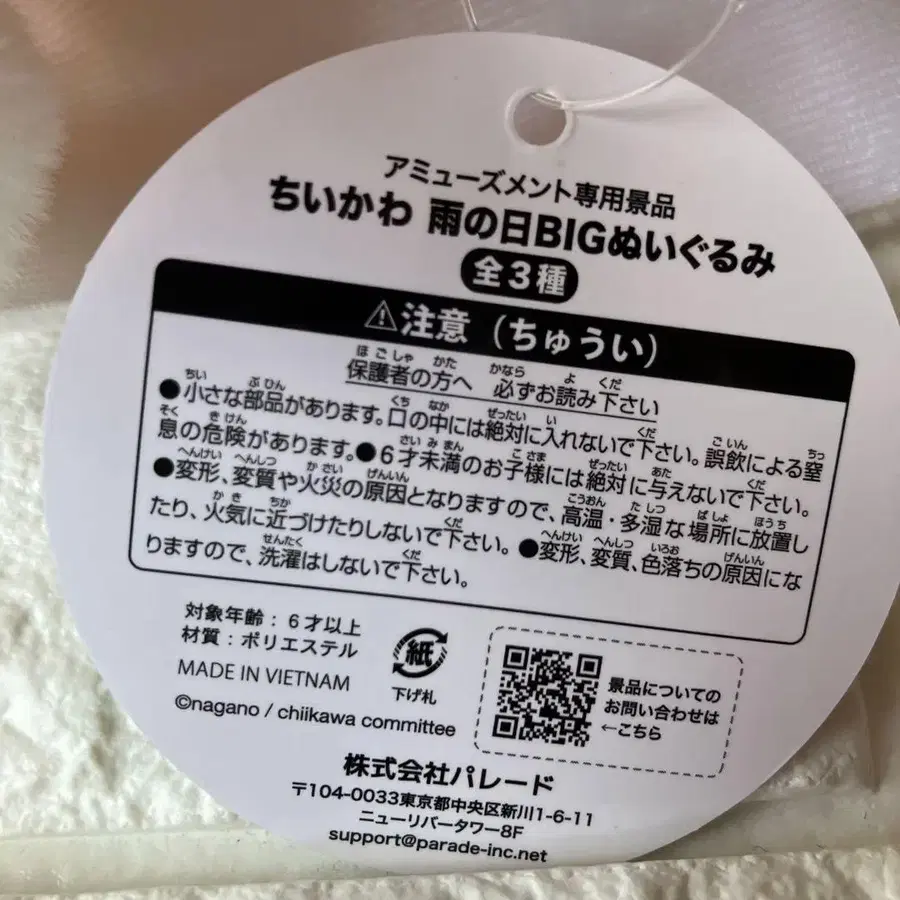 アミューズメント専用景品
ちいかわ 雨の日BIGぬいぐるみ
全3種
⚠注意（ちゅうい）
保護者の方へ 必ずお読み下さい
●小さな部品があります。口の中には絶対に入れないで下さい。誤飲による窒
息の危険があります。●6才未満のお子様には絶対に与えないで下さい。
●変形、変質や火災の原因となりますので、高温・多湿な場所に放置し
たり、火気に近づけたりしないで下さい。●変形、変質、色落ちの原因にな
りますので、洗濯はしないで下さい。
対象年齢：6才以上
材質：ポリエステル
MADE IN VIETNAM
©nagano / chiikawa committee
紙
下げ札
景品についての
お問い合わせは
←こちら
株式会社パレード
〒104-0033東京都中央区新川1-6-11
ニューリバータワー8F
support@parade-inc.net